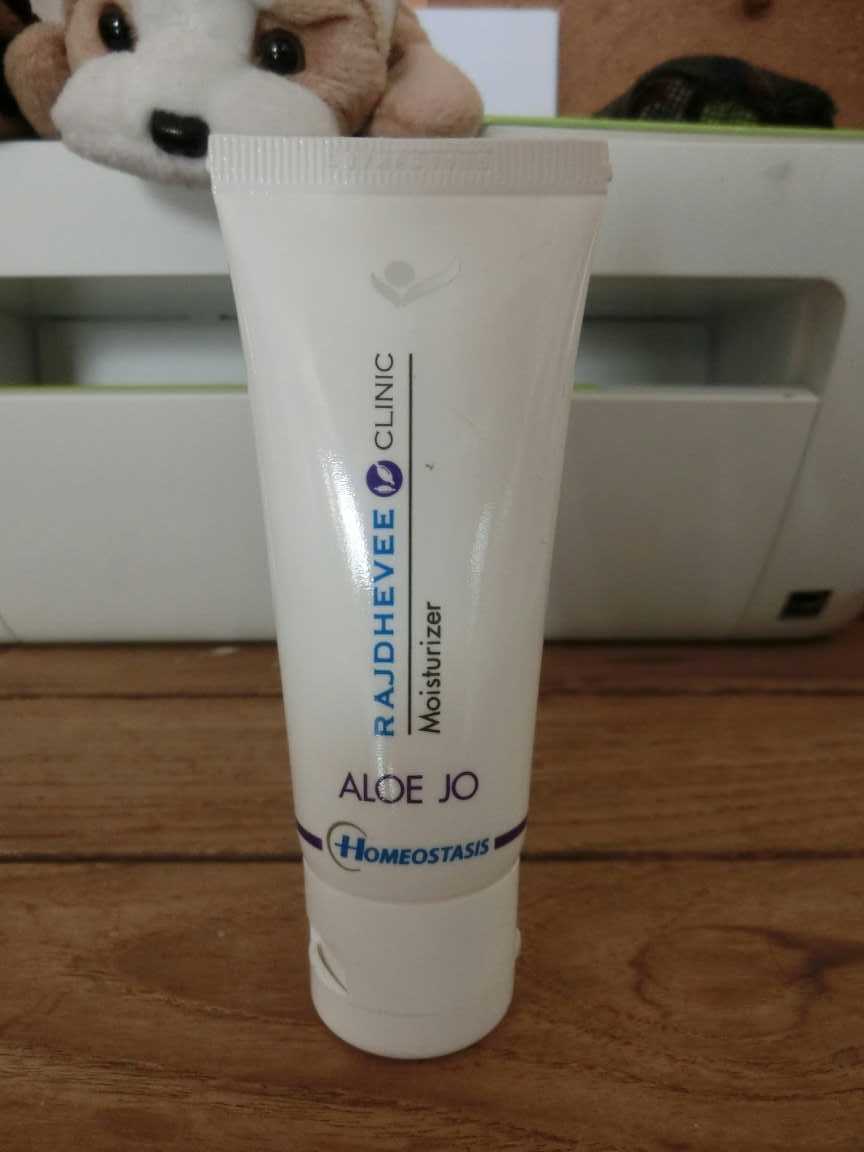 RAJDHEVEE CLINIC
Moisturizer
ALOE JO
HOMEOSTASIS